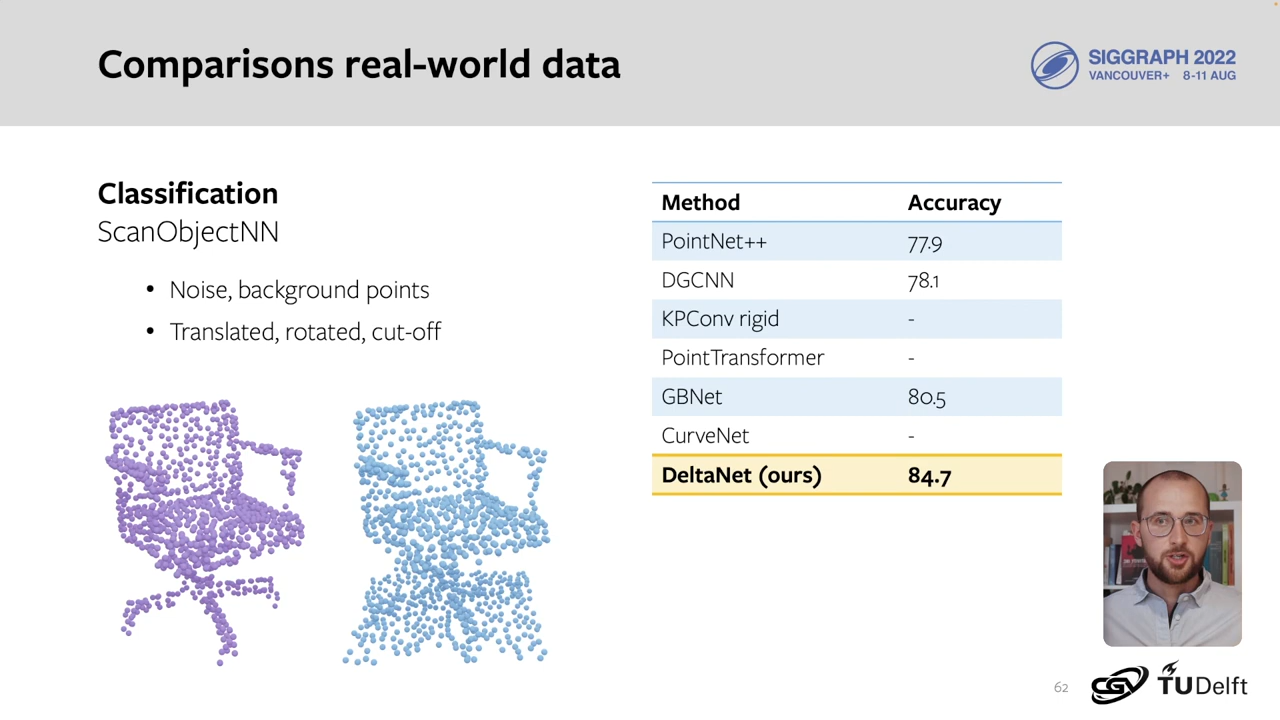 Comparisons real-world data
SIGGRAPH 2022
VANCOUVER+ 8-11 AUG
Classification
ScanObjectNN
• Noise, background points
• Translated, rotated, cut-off
Method Accuracy
PointNet++ 77.9
DGCNN 78.1
KPConv rigid -
PointTransformer -
GBNet 80.5
CurveNet -
DeltaNet (ours) 84.7
62
CGV
TUDelft